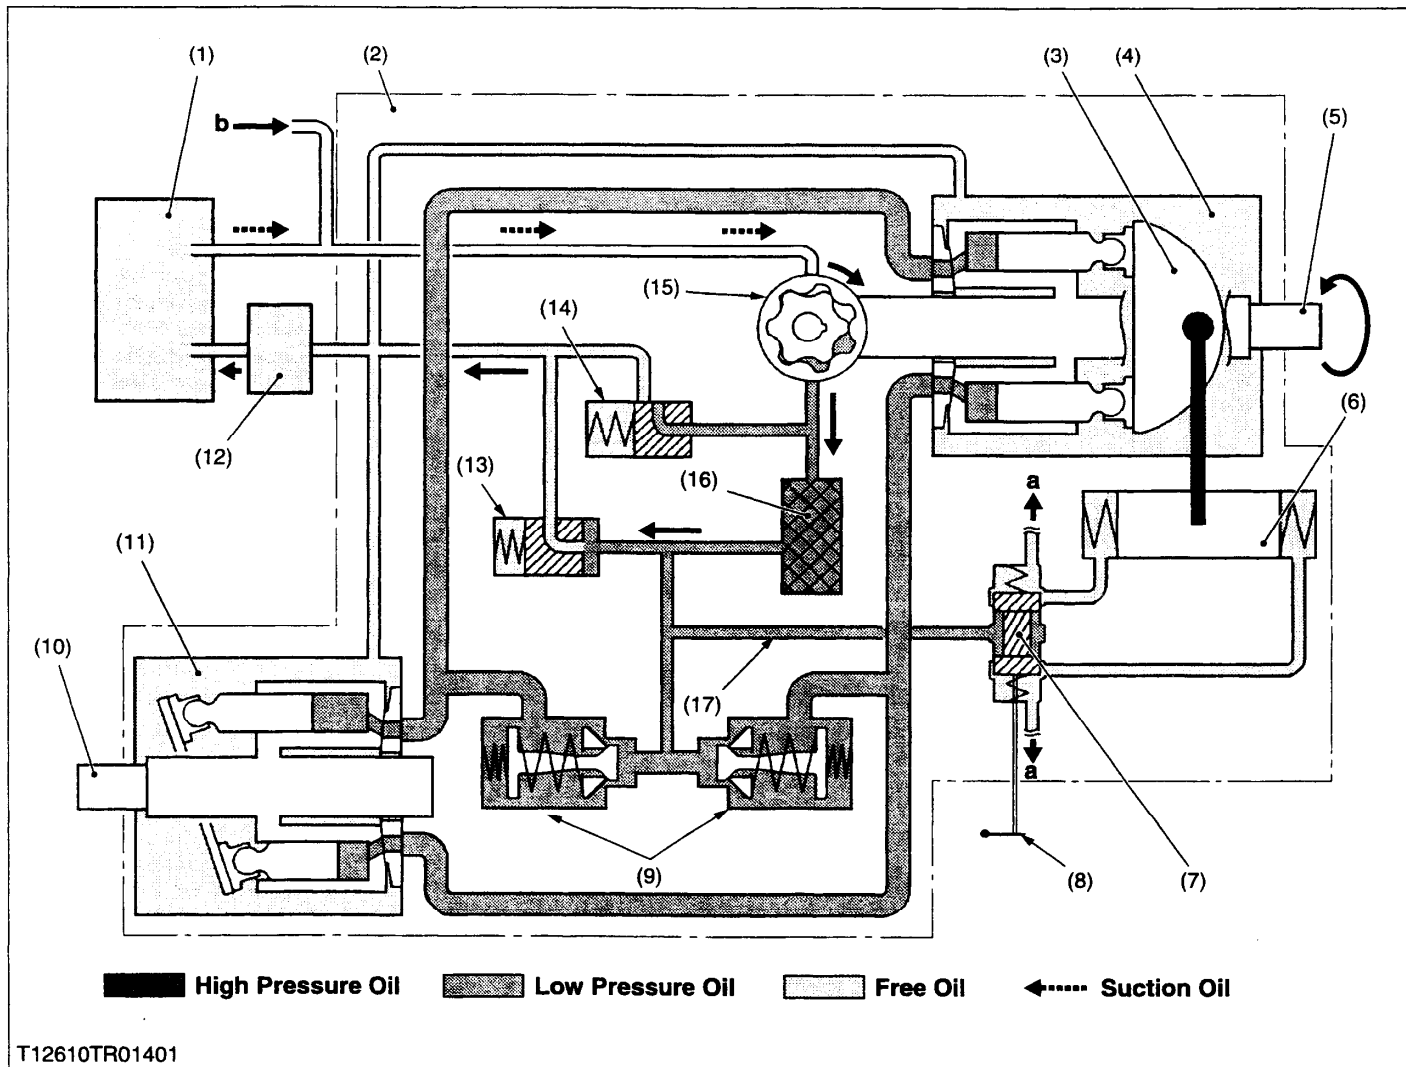 (1)
(2)
(3)
(4)
(5)
b
(14)
(15)
(6)
(12)
(13)
(16)
a
(11)
(10)
(17)
a
(9)
(8)
(7)
High Pressure Oil
Low Pressure Oil
Free Oil
Suction Oil
T12610TR01401